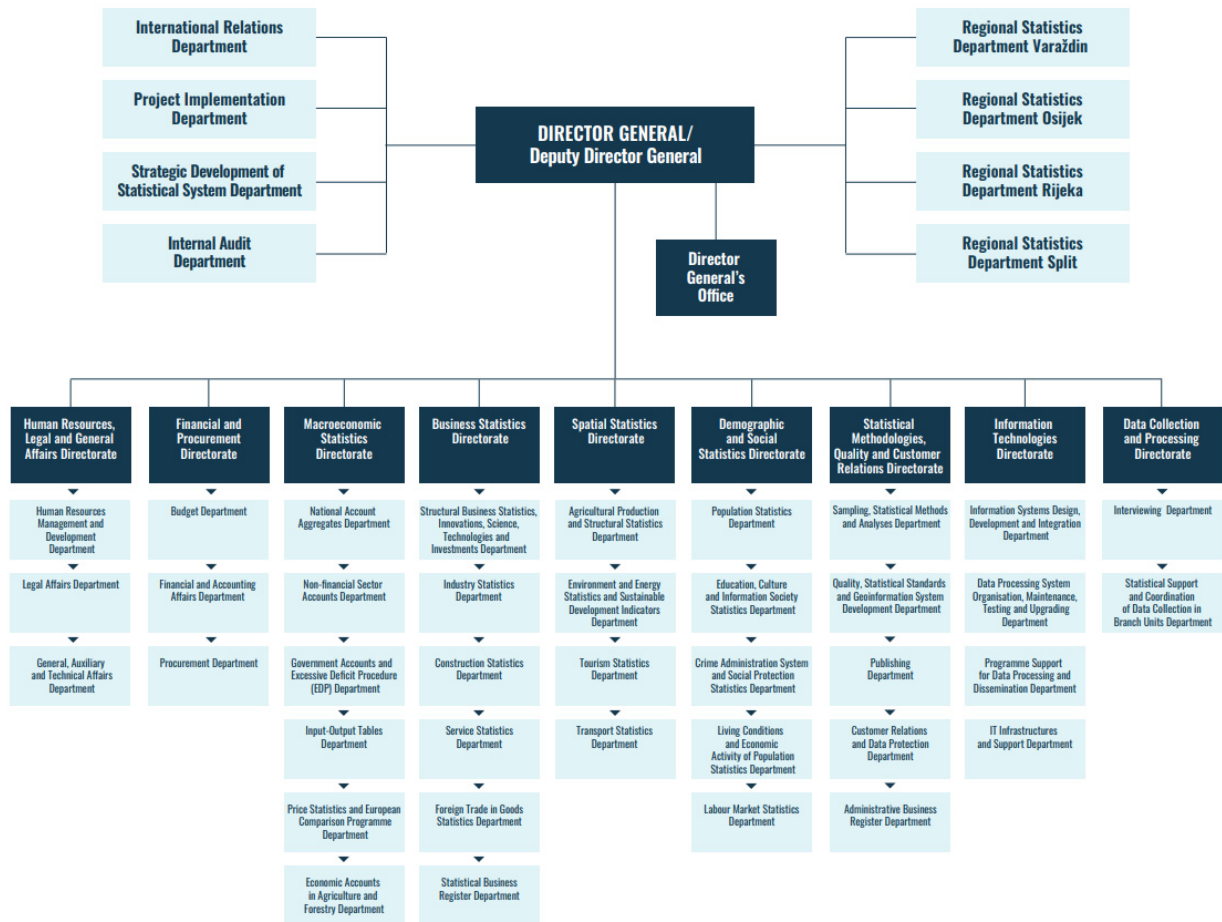 International Relations
Department
Project Implementation
Department
Strategic Development of
Statistical System Department
Internal Audit
Department
DIRECTOR GENERAL/
Deputy Director General
Director
General's
Office
Regional Statistics
Department Varaždin
Regional Statistics
Department Osijek
Regional Statistics
Department Rijeka
Regional Statistics
Department Split
Human Resources,
Legal and General
Affairs Directorate
Human Resources
Management and
Development
Department
Legal Affairs Department
General, Auxiliary
and Technical Affairs
Department
Financial and
Procurement
Directorate
Budget Department
Financial and Accounting
Affairs Department
Procurement Department
Macroeconomic
Statistics
Directorate
National Account
Aggregates Department
Non-financial Sector
Accounts Department
Government Accounts and
Excessive Deficit Procedure
(EDP) Department
Input-Output Tables
Department
Price Statistics and European
Comparison Programme
Department
Economic Accounts
in Agriculture and
Forestry Department
Business Statistics
Directorate
Structural Business Statistics,
Innovations, Science,
Technologies and
Investments Department
Industry Statistics
Department
Construction Statistics
Department
Service Statistics
Department
Foreign Trade in Goods
Statistics Department
Statistical Business
Register Department
Spatial Statistics
Directorate
Agricultural Production
and Structural Statistics
Department
Environment and Energy
Statistics and Sustainable
Development Indicators
Department
Tourism Statistics
Department
Transport Statistics
Department
Demographic
and Social
Statistics Directorate
Population Statistics
Department
Education, Culture
and Information Society
Statistics Department
Crime Administration System
and Social Protection
Statistics Department
Living Conditions
and Economic
Activity of Population
Statistics Department
Labour Market Statistics
Department
Statistical
Methodologies,
Quality and Customer
Relations Directorate
Sampling, Statistical Methods
and Analyses Department
Quality, Statistical Standards
and Geoinformation System
Development Department
Publishing
Department
Customer Relations
and Data Protection
Department
Administrative Business
Register Department
Information
Technologies
Directorate
Information Systems Design,
Development and Integration
Department
Data Processing System
Organisation, Maintenance,
Testing and Upgrading
Department
Programme Support
for Data Processing and
Dissemination Department
IT Infrastructures
and Support Department
Data Collection
and Processing
Directorate
Interviewing Department
Statistical Support
and Coordination
of Data Collection in
Branch Units Department